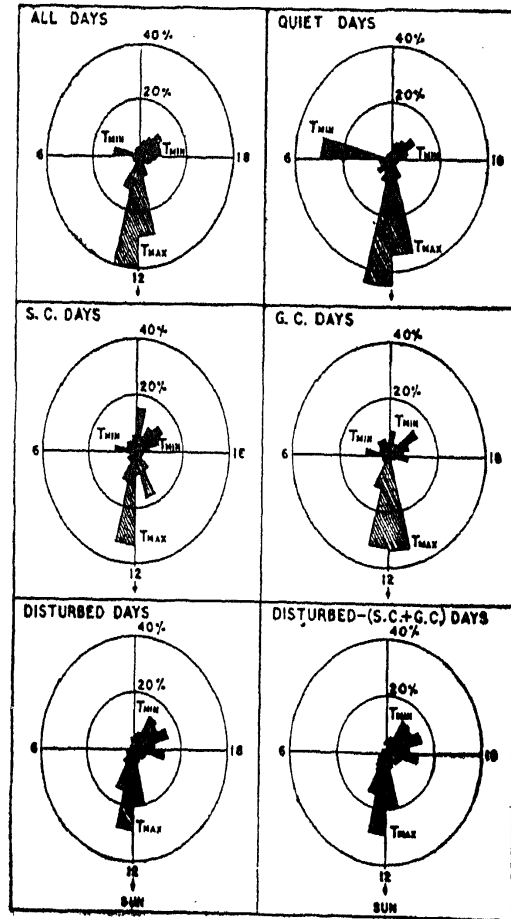 ALL DAYS
40%
20%
TMIN
TMIN
6
18
TMAX
12
QUIET DAYS
40%
20%
TMIN
TMIN
6
18
TMAX
S. C. DAYS
40%
20%
TMIN
TMIN
6
TMAX
12
G. C. DAYS
40%
20%
TMIN
TMIN
6
18
TMAX
12
DISTURBED DAYS
40%
20%
TMIN
6
18
TMAX
12
SUN
DISTURBED-(S.C.+G.C.) DAYS
40%
20%
TMIN
6
18
TMAX
12
SUN